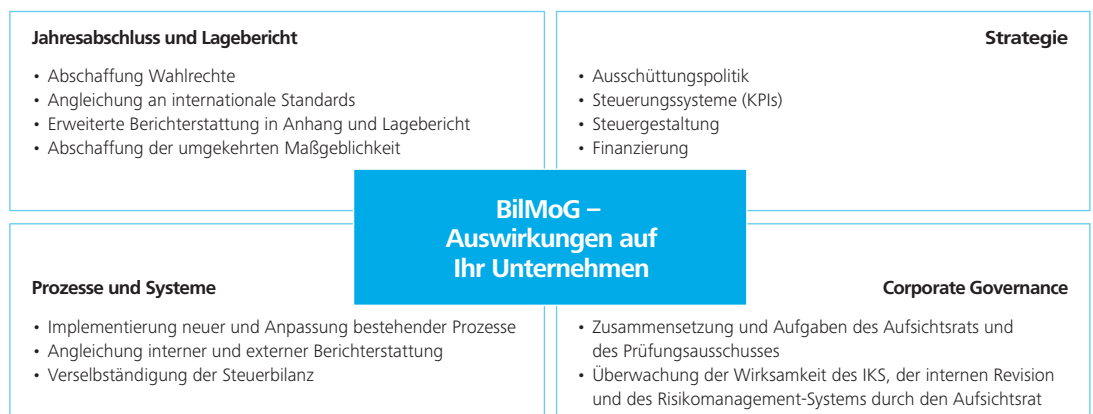 Jahresabschluss und Lagebericht
• Abschaffung Wahlrechte
• Angleichung an internationale Standards
• Erweiterte Berichterstattung in Anhang und Lagebericht
• Abschaffung der umgekehrten Maßgeblichkeit
Strategie
• Ausschüttungspolitik
• Steuerungssysteme (KPIs)
• Steuergestaltung
• Finanzierung
BilMoG –
Auswirkungen auf
Ihr Unternehmen
Prozesse und Systeme
• Implementierung neuer und Anpassung bestehender Prozesse
• Angleichung interner und externer Berichterstattung
• Verselbständigung der Steuerbilanz
Corporate Governance
• Zusammensetzung und Aufgaben des Aufsichtsrats und
des Prüfungsausschusses
• Überwachung der Wirksamkeit des IKS, der internen Revision
und des Risikomanagement-Systems durch den Aufsichtsrat